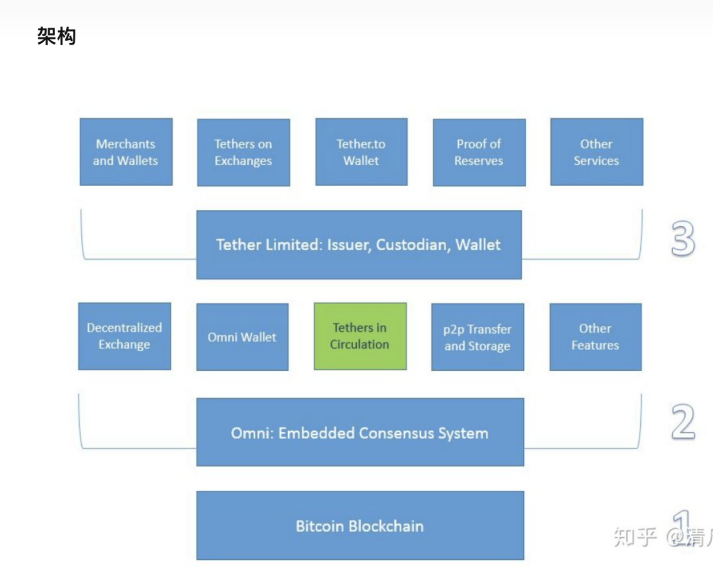 架构
Merchants
and Wallets
Tethers on
Exchanges
Tether.to
Wallet
Proof of
Reserves
Other
Services
Tether Limited: Issuer, Custodian, Wallet
3
Decentralized
Exchange
Omni Wallet
Tethers in
Circulation
p2p Transfer
and Storage
Other
Features
Omni: Embedded Consensus System
2
Bitcoin Blockchain
1
知乎 @清